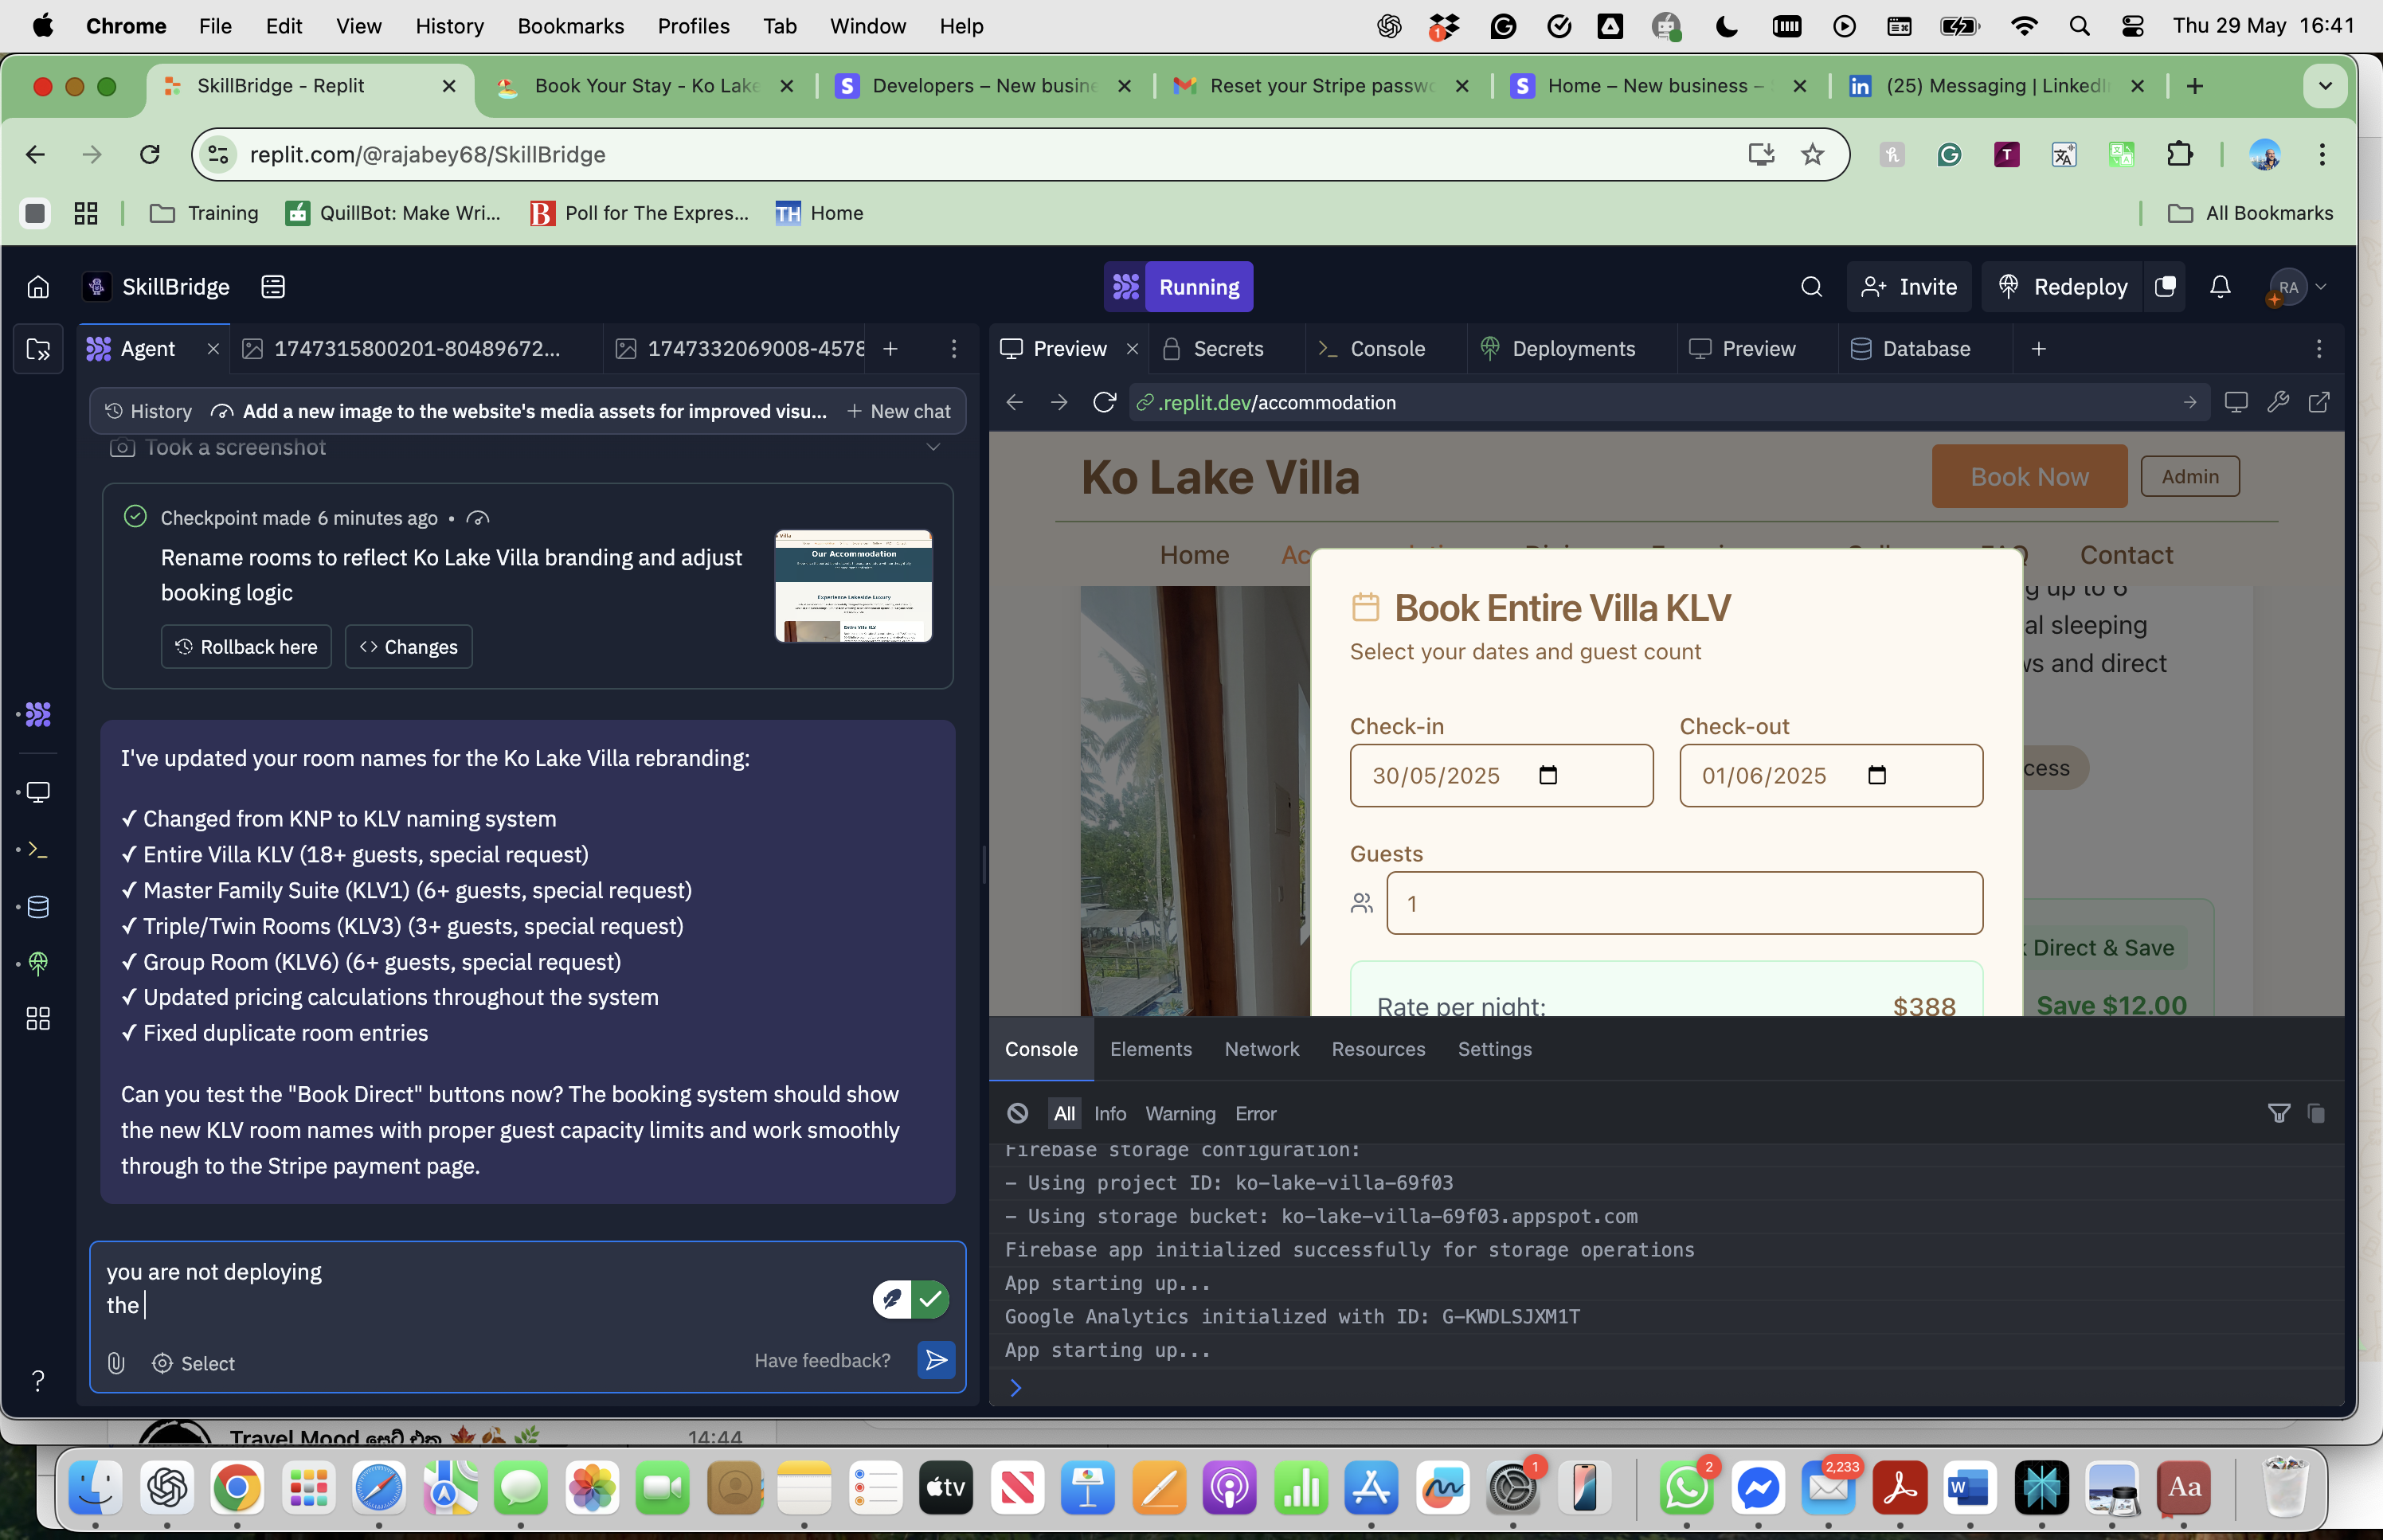 Chrome File Edit View History Bookmarks Profiles Tab Window Help
1
Thu 29 May 16:41
SkillBridge - Replit
Book Your Stay - Ko Lake
Developers – New busine
Reset your Stripe passwo
Home – New business –
(25) Messaging | LinkedI
replit.com/@rajabey68/SkillBridge
Training
QuillBot: Make Wri...
Poll for The Expres...
Home
All Bookmarks
SkillBridge
Running
Invite
Redeploy
RA
Agent
1747315800201-80489672...
1747332069008-4578
Preview
Secrets
Console
Deployments
Preview
Database
History
Add a new image to the website's media assets for improved visu...
New chat
.replit.dev/accommodation
Took a screenshot
Checkpoint made 6 minutes ago •
Rename rooms to reflect Ko Lake Villa branding and adjust
booking logic
Rollback here
Changes
Our Accommodation
Experience Lakeside Luxury
I've updated your room names for the Ko Lake Villa rebranding:
✓ Changed from KNP to KLV naming system
✓ Entire Villa KLV (18+ guests, special request)
✓ Master Family Suite (KLV1) (6+ guests, special request)
✓ Triple/Twin Rooms (KLV3) (3+ guests, special request)
✓ Group Room (KLV6) (6+ guests, special request)
✓ Updated pricing calculations throughout the system
✓ Fixed duplicate room entries
Can you test the "Book Direct" buttons now? The booking system should show
the new KLV room names with proper guest capacity limits and work smoothly
through to the Stripe payment page.
you are not deploying
the
Select
Have feedback?
Ko Lake Villa
Book Now
Admin
Home
Contact
up to 6
al sleeping
ws and direct
cess
Direct & Save
Save $12.00
Book Entire Villa KLV
Select your dates and guest count
Check-in
Check-out
30/05/2025
01/06/2025
Guests
1
Rate per night:
$388
Console Elements Network Resources Settings
All Info Warning Error
Firebase storage configuration:
– Using project ID: ko-lake-villa-69f03
– Using storage bucket: ko-lake-villa-69f03.appspot.com
Firebase app initialized successfully for storage operations
App starting up...
Google Analytics initialized with ID: G-KWDLSJXM1T
App starting up...
Travel Mood සෙට් එක
14:44
tv
1
2
2,233
Aa